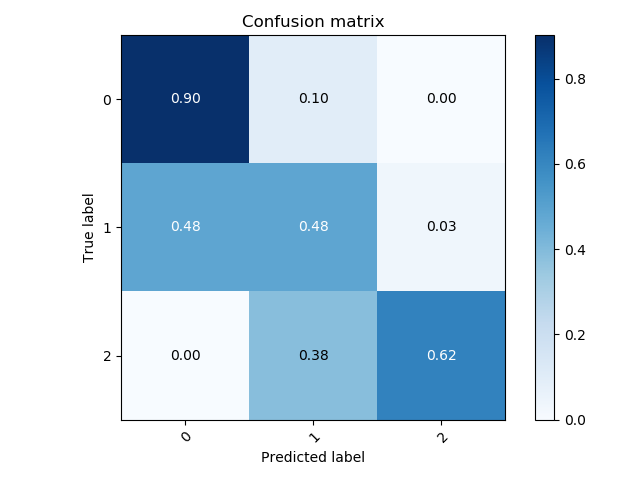 Confusion matrix
True label
0 0.90 0.10 0.00
1 0.48 0.48 0.03
2 0.00 0.38 0.62
0 1 2
Predicted label
0.8
0.6
0.4
0.2
0.0